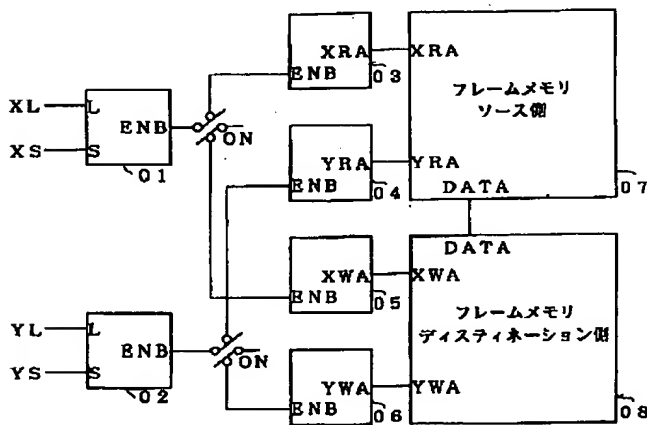 XRA
ENB
03
XRA
フレームメモリ
ソース側
YRA
DATA
07
XL
XS
L
S
ENB
01
ON
YRA
ENB
04
XWA
ENB
05
DATA
XWA
フレームメモリ
ディスティネーション側
YWA
08
YL
YS
L
S
ENB
02
ON
YWA
ENB
06